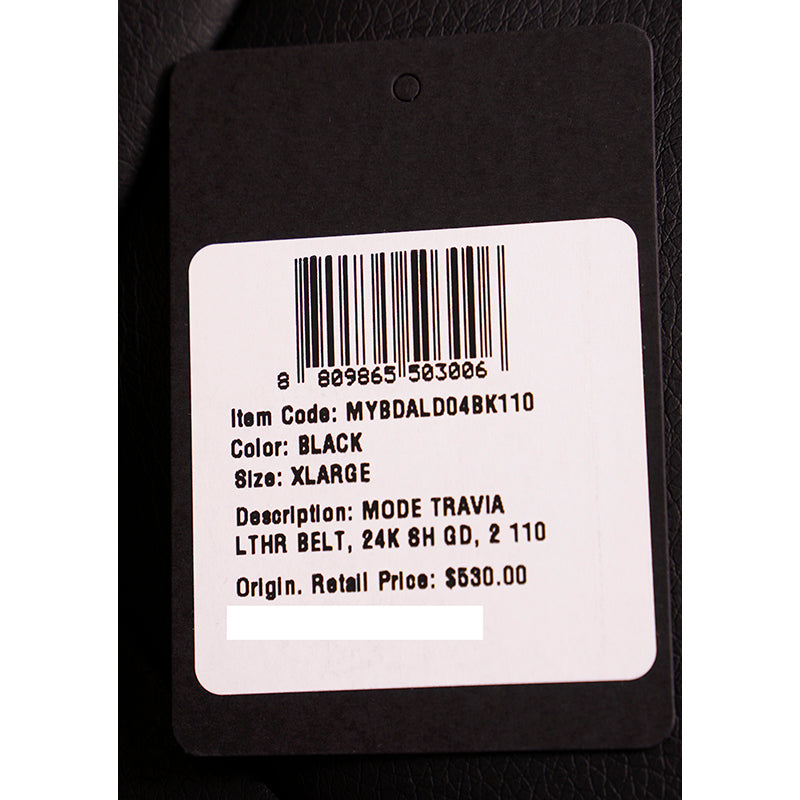 8 809865 503006
Item Code: MYBDALD04BK110
Color: BLACK
Size: XLARGE
Description: MODE TRAVIA
LTHR BELT, 24K SH GD, 2 110
Origin. Retail Price: $530.00